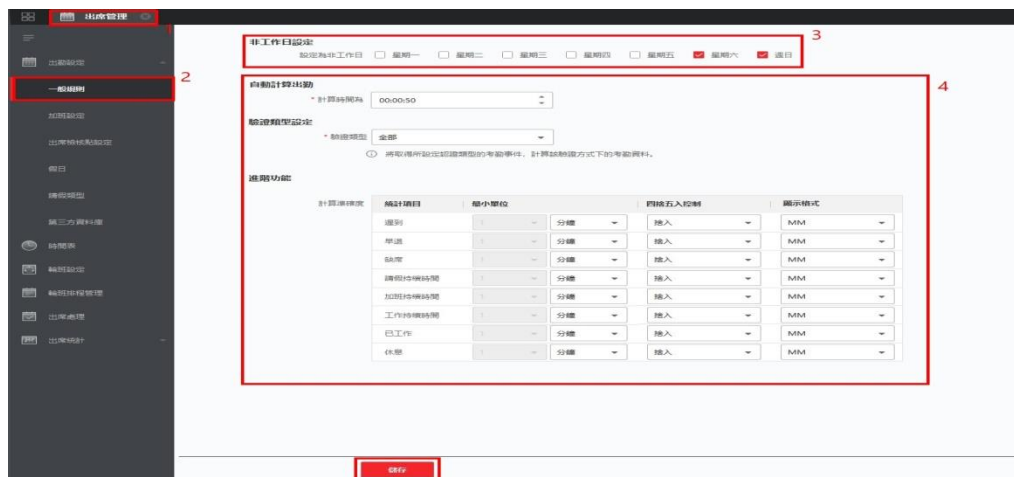 出席管理
1
非工作日設定
3
設定為非工作日 星期一 星期二 星期三 星期四 星期五 星期六 週日
出勤設定
2
一般規則
自動計算出勤
4
* 計算時間為 00:00:50
加班設定
驗證類型設定
* 驗證類型 全部
出席檢核點設定
將取得所設定認證類型的考勤事件、計算該驗證方式下的考勤資料。
假日
進階功能
請假類型
計算準確度 統計項目 最小單位 四捨五入控制 顯示格式
第三方資料庫
遲到 1 分鐘 捨入 MM
時間表
早退 1 分鐘 捨入 MM
缺席 1 分鐘 捨入 MM
輪班設定
請假持續時間 1 分鐘 捨入 MM
輪班排程管理
加班持續時間 1 分鐘 捨入 MM
出席處理
工作持續時間 1 分鐘 捨入 MM
出席統計
已工作 1 分鐘 捨入 MM
休息 1 分鐘 捨入 MM
儲存